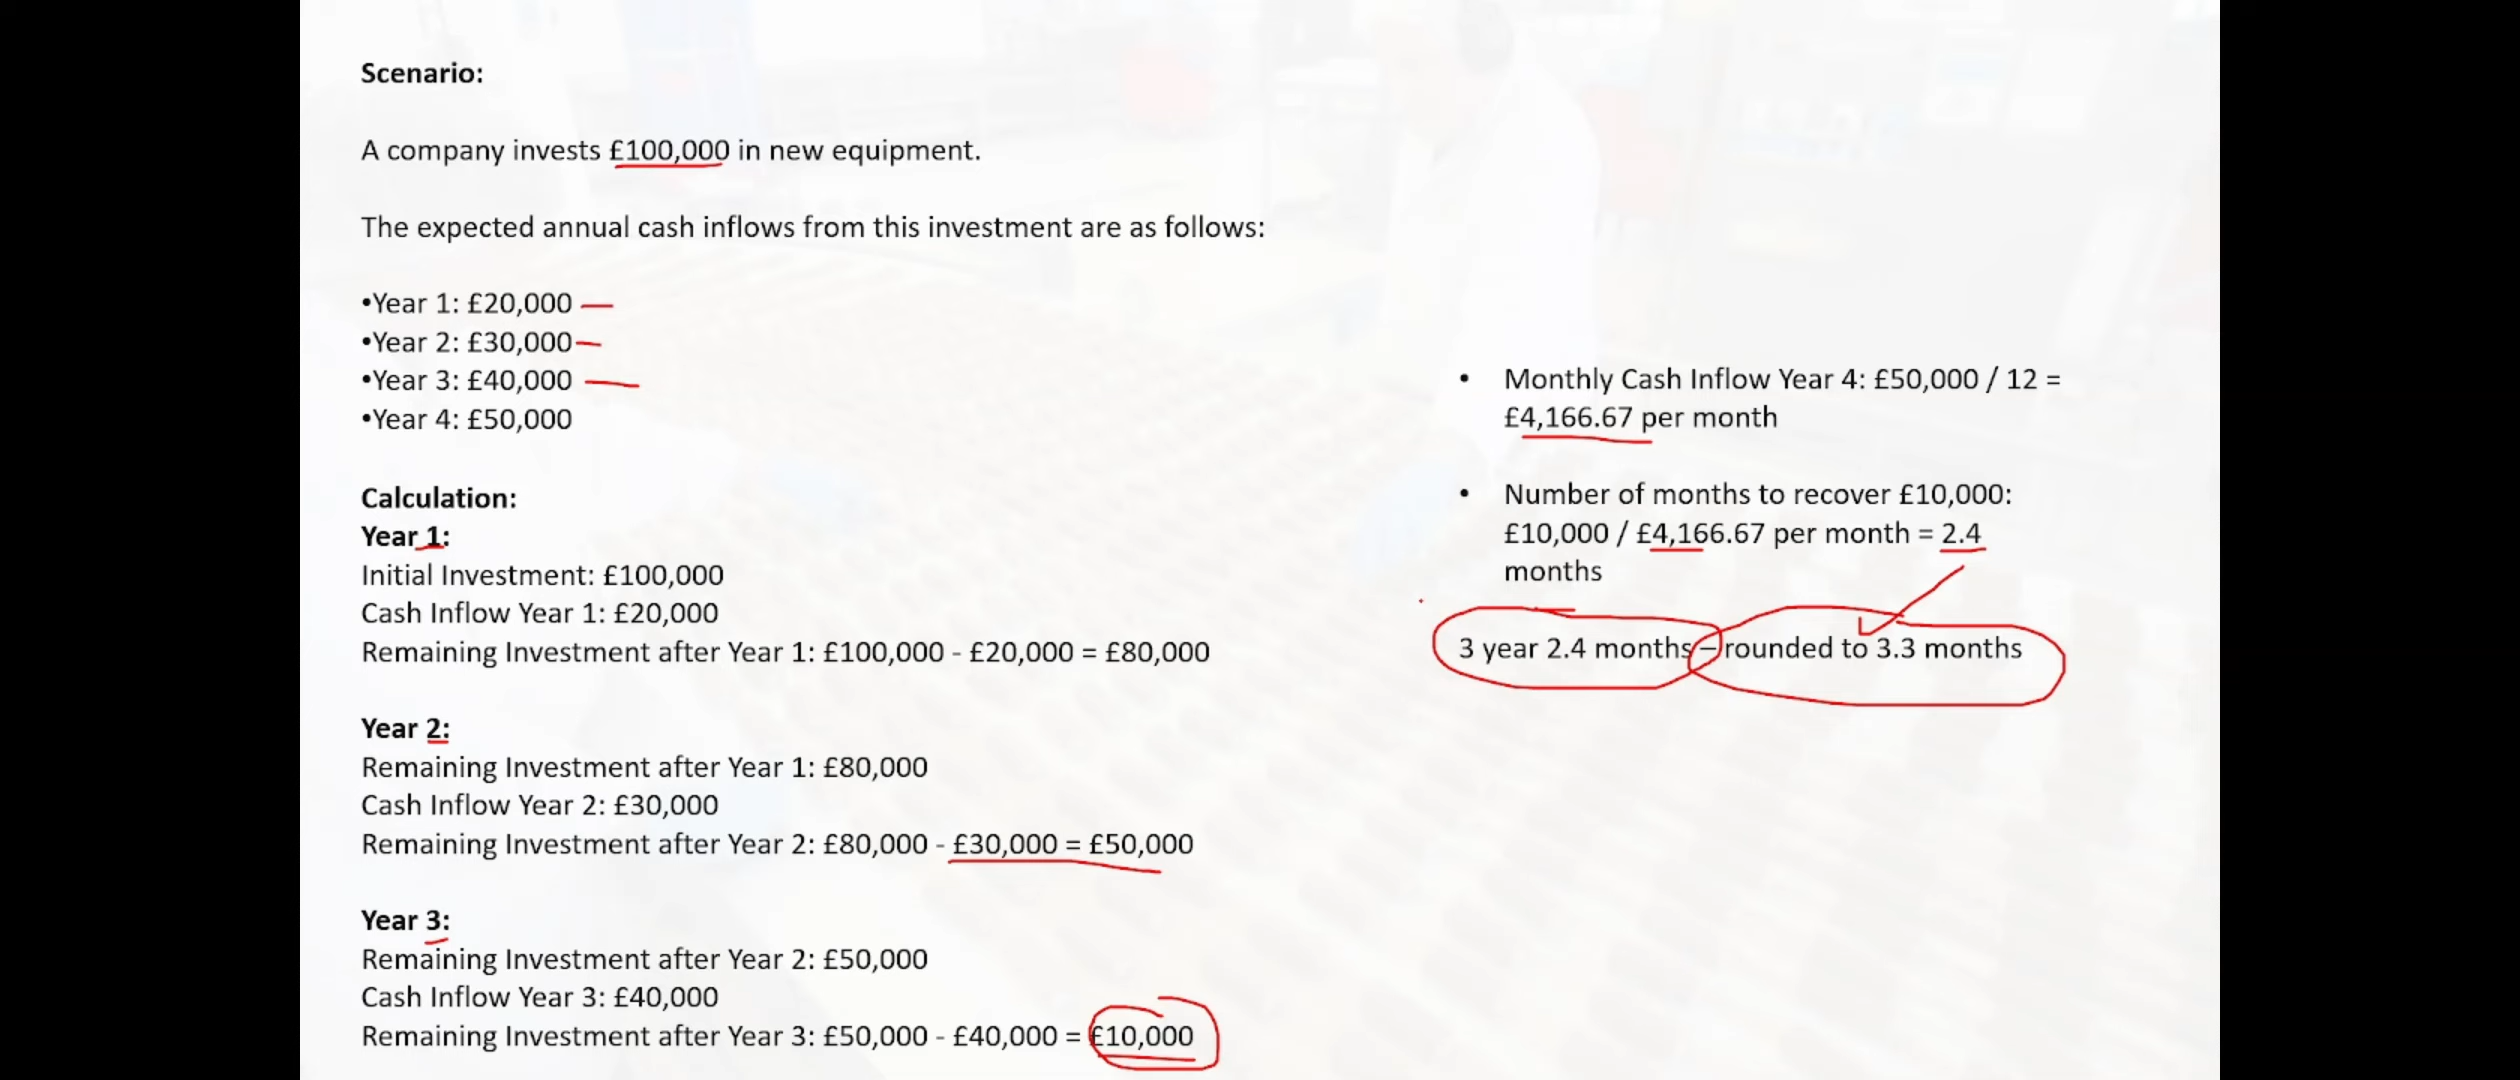 Scenario:
A company invests £100,000 in new equipment.
The expected annual cash inflows from this investment are as follows:
•Year 1: £20,000
•Year 2: £30,000
•Year 3: £40,000
•Year 4: £50,000
Calculation:
Year 1:
Initial Investment: £100,000
Cash Inflow Year 1: £20,000
Remaining Investment after Year 1: £100,000 - £20,000 = £80,000
Year 2:
Remaining Investment after Year 1: £80,000
Cash Inflow Year 2: £30,000
Remaining Investment after Year 2: £80,000 - £30,000 = £50,000
Year 3:
Remaining Investment after Year 2: £50,000
Cash Inflow Year 3: £40,000
Remaining Investment after Year 3: £50,000 - £40,000 = £10,000
• Monthly Cash Inflow Year 4: £50,000 / 12 =
£4,166.67 per month
• Number of months to recover £10,000:
£10,000 / £4,166.67 per month = 2.4
months
3 year 2.4 months – rounded to 3.3 months